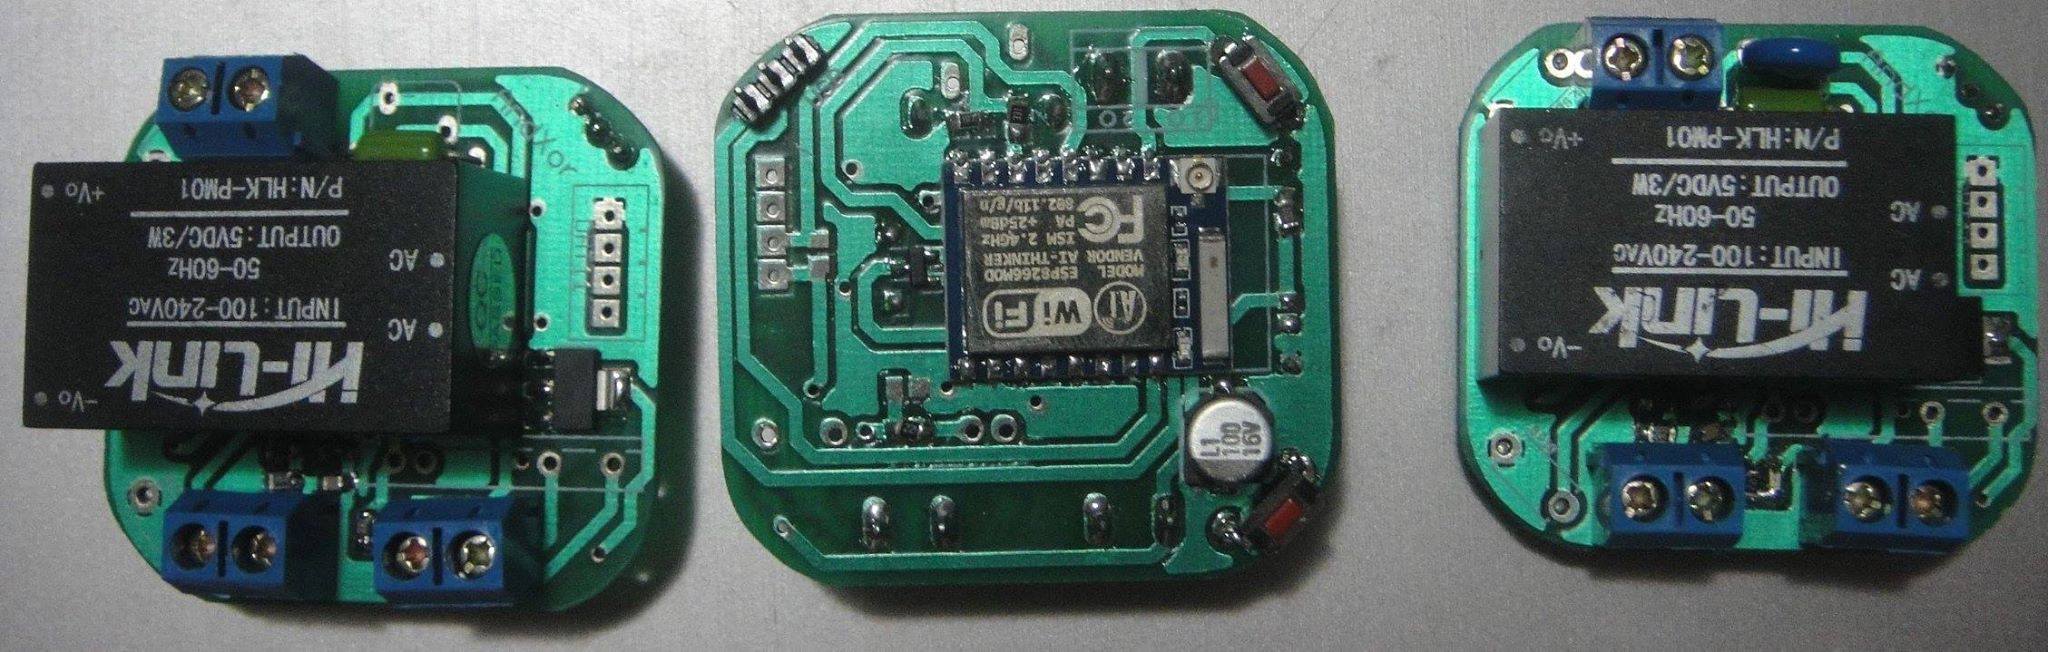 Hi-Link
INPUT:100-240VAC
50-60Hz
OUTPUT:5VDC/3W
P/N:HLK-PM01
AC
AC
+Vo
-Vo
AI WiFi
MODEL ESP8266MOD
VENDOR AI-THINKER
ISM 2.4GHz
PA +25dBm
802.11b/g/n
FC
L1
100
16V
Hi-Link
INPUT:100-240VAC
50-60Hz
OUTPUT:5VDC/3W
P/N:HLK-PM01
AC
AC
+Vo
-Vo